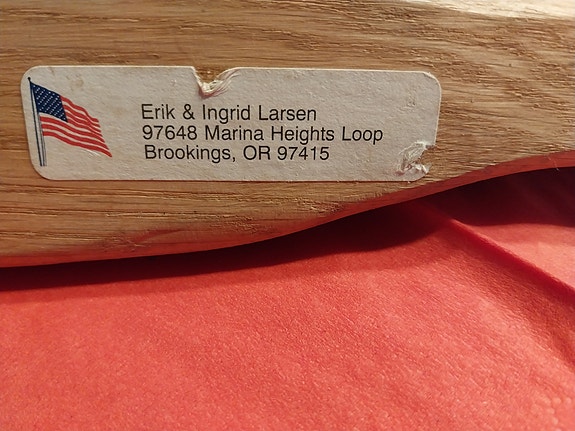 Erik & Ingrid Larsen
97648 Marina Heights Loop
Brookings, OR 97415